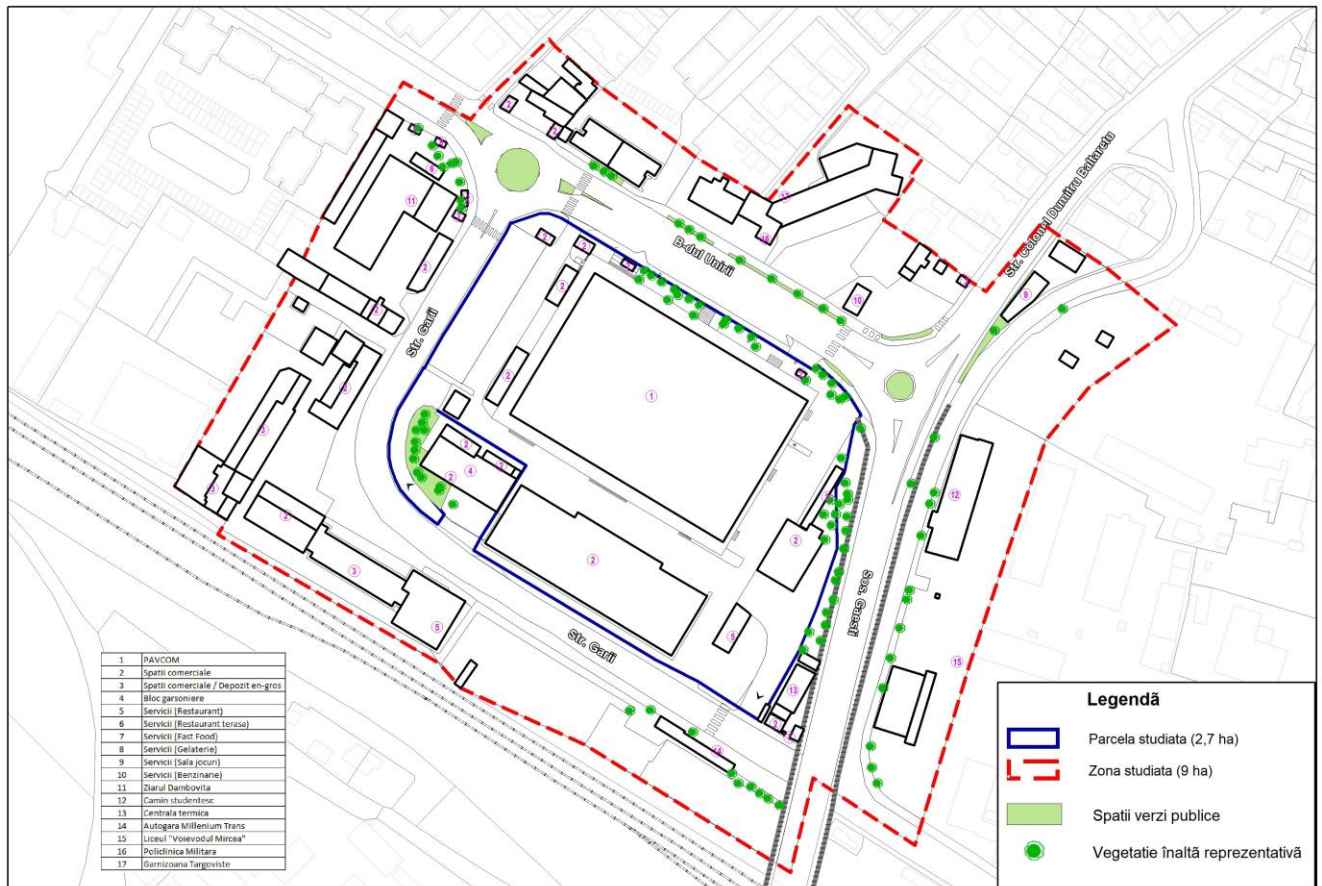 B-dul Unirii
Str. Colonel Dumitru Baltaretu
Str. Garii
Str. Garii
Sos. Gaesti
1 PAVCOM
2 Spatii comerciale
3 Spatii comerciale / Depozit en-gros
4 Bloc garsoniere
5 Servicii (Restaurant)
6 Servicii (Restaurant terasa)
7 Servicii (Fast Food)
8 Servicii (Gelaterie)
9 Servicii (Sala jocuri)
10 Servicii (Benzinarie)
11 Ziarul Dambovita
12 Camin studentesc
13 Centrala termica
14 Autogara Millenium Trans
15 Liceul "Voievodul Mircea"
16 Policlinica Militara
17 Garnizoana Targoviste
Legendã
Parcela studiata (2,7 ha)
Zona studiata (9 ha)
Spatii verzi publice
Vegetatie înaltă reprezentativă